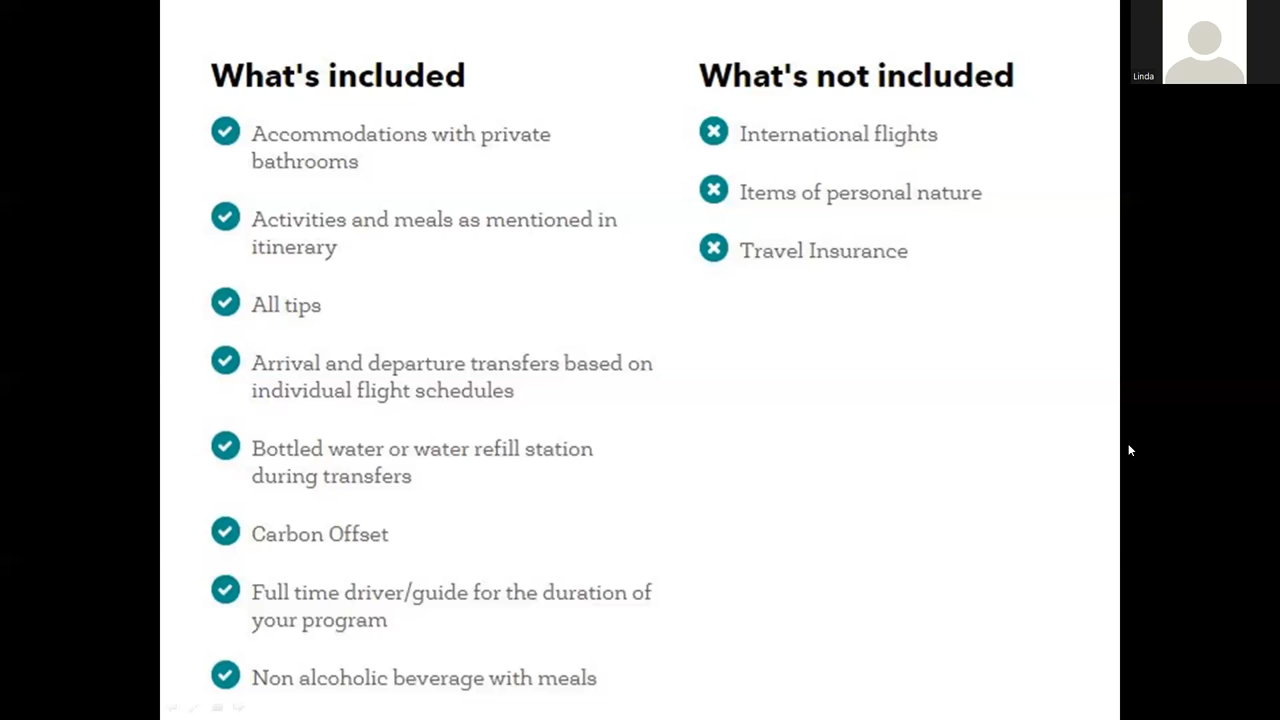 What's included
Accommodations with private
bathrooms
Activities and meals as mentioned in
itinerary
All tips
Arrival and departure transfers based on
individual flight schedules
Bottled water or water refill station
during transfers
Carbon Offset
Full time driver/guide for the duration of
your program
Non alcoholic beverage with meals
What's not included
International flights
Items of personal nature
Travel Insurance
Linda